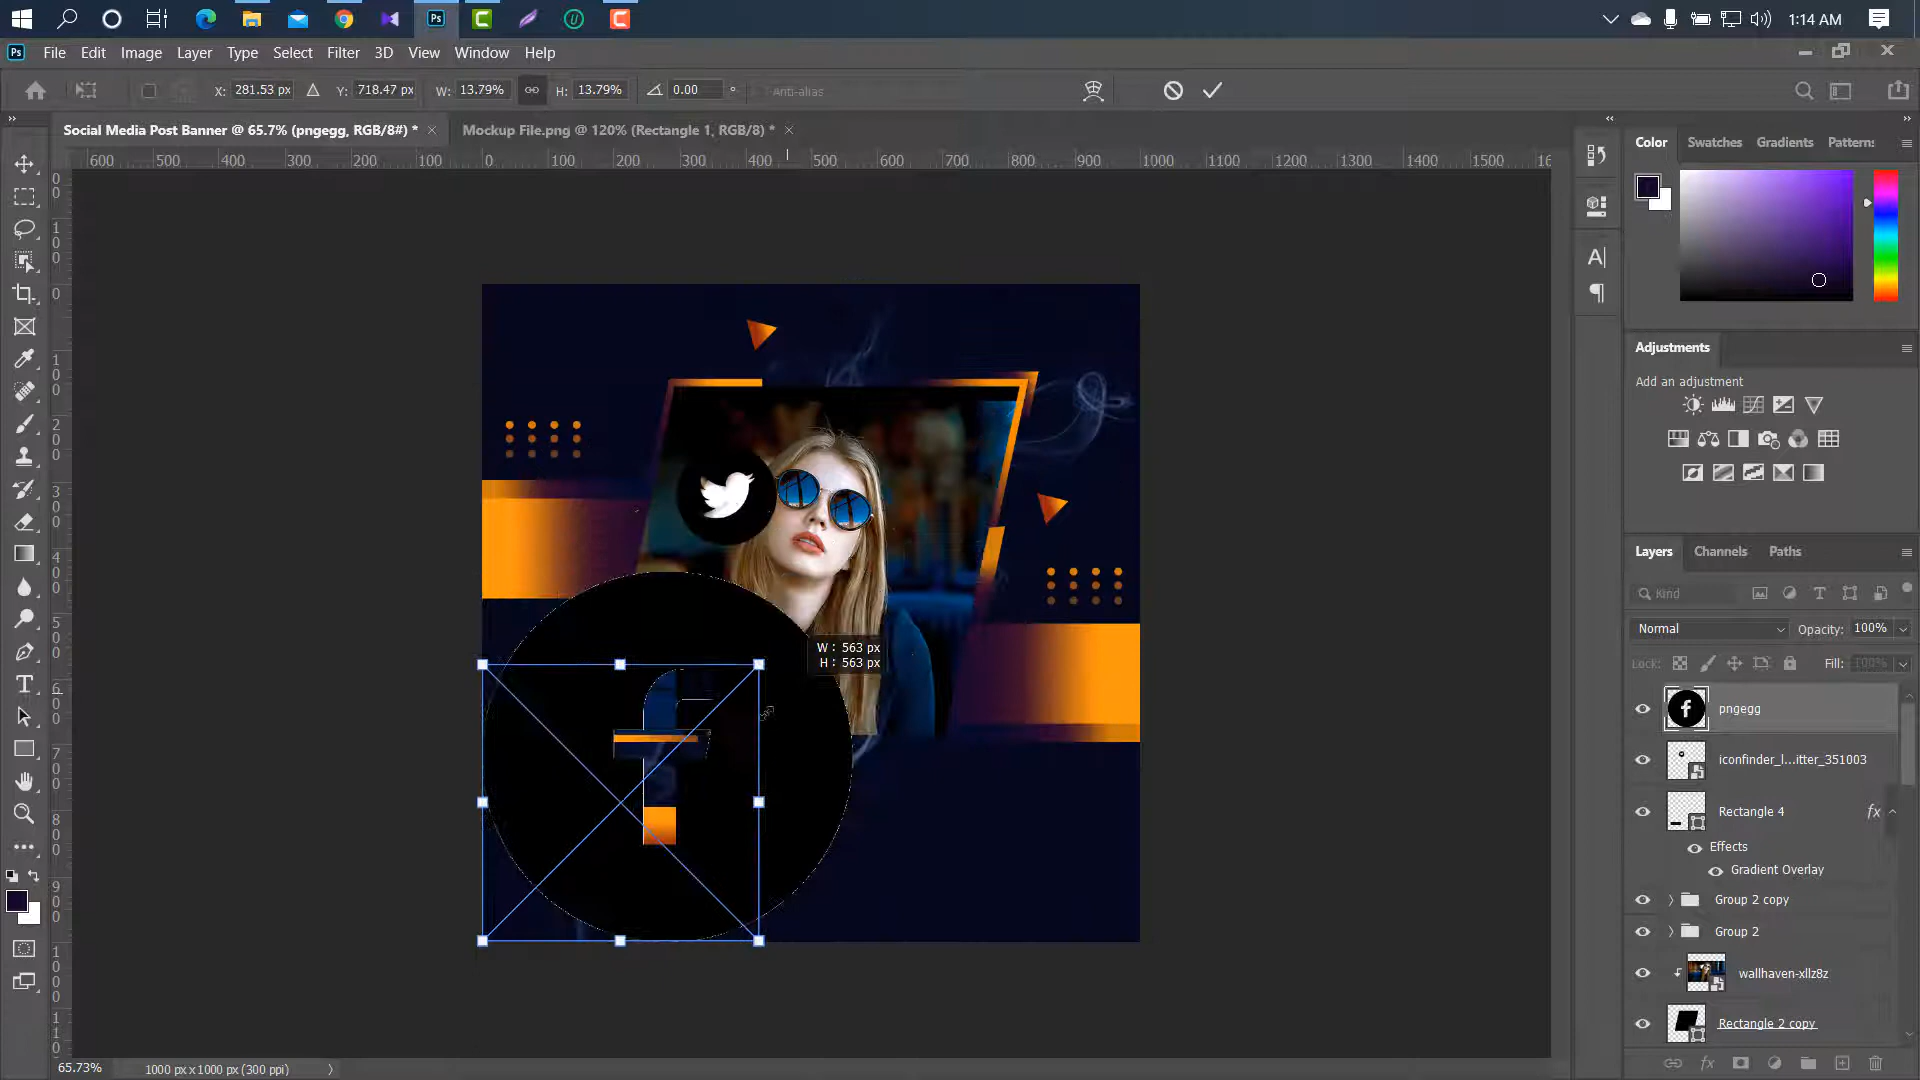 1:14 AM
Ps File Edit Image Layer Type Select Filter 3D View Window Help
X: 281.53 px Y: 718.47 px W: 13.79% H: 13.79% 0.00 ° Anti-alias
Social Media Post Banner @ 65.7% (pngegg, RGB/8#) * Mockup File.png @ 120% (Rectangle 1, RGB/8) *
600 500 400 300 200 100 0 100 200 300 400 500 600 700 800 900 1000 1100 1200 1300 1400 1500
Color Swatches Gradients Patterns
Adjustments
Add an adjustment
Layers Channels Paths
Kind
Normal Opacity: 100%
Lock: Fill: 100%
pngegg
iconfinder_l...itter_351003
Rectangle 4 fx
Effects
Gradient Overlay
Group 2 copy
Group 2
wallhaven-xllz8z
Rectangle 2 copy
W: 563 px
H: 563 px
65.73% 1000 px x 1000 px (300 ppi)